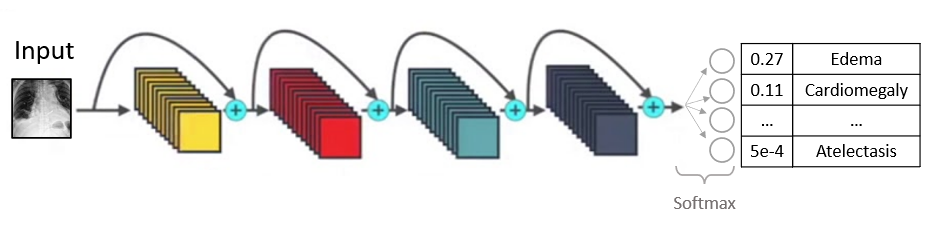 Input
+ + + +
0.27 Edema
0.11 Cardiomegaly
... ...
5e-4 Atelectasis
Softmax